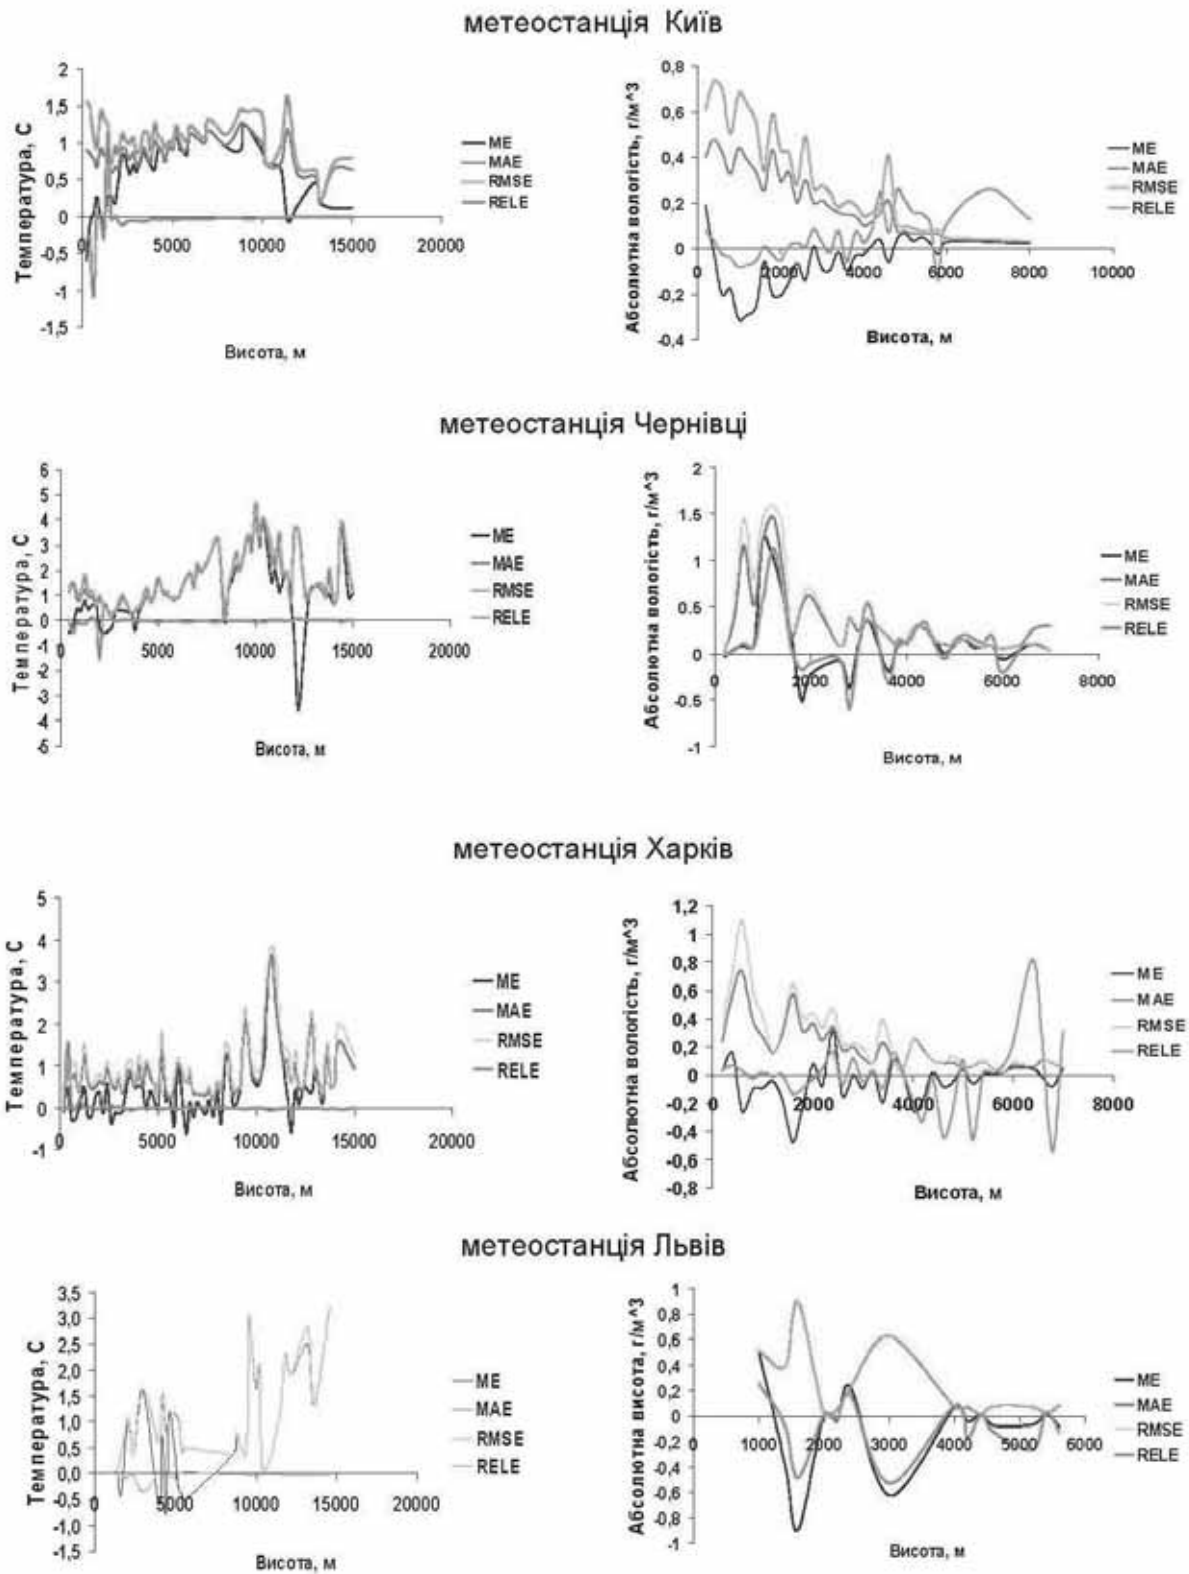 метеостанція Київ
Температура, С
2
1,5
1
0,5
0
-0,5
-1
-1,5
0
5000
10000
15000
20000
Висота, м
ME
MAE
RMSE
RELE
Абсолютна вологість, г/м^3
0,8
0,6
0,4
0,2
0
-0,2
-0,4
0
2000
4000
6000
8000
10000
Висота, м
ME
MAE
RMSE
RELE
метеостанція Чернівці
Температура, С
6
5
4
3
2
1
0
-1
-2
-3
-4
-5
0
5000
10000
15000
20000
Висота, м
ME
MAE
RMSE
RELE
Абсолютна вологість, г/м^3
2
1.5
1
0.5
0
-0.5
-1
0
2000
4000
6000
8000
Висота, м
ME
MAE
RMSE
RELE
метеостанція Харків
Температура, С
5
4
3
2
1
0
-1
0
5000
10000
15000
20000
Висота, м
ME
MAE
RMSE
RELE
Абсолютна вологість, г/м^3
1,2
1
0,8
0,6
0,4
0,2
0
-0,2
-0,4
-0,6
-0,8
0
2000
4000
6000
8000
Висота, м
ME
MAE
RMSE
RELE
метеостанція Львів
Температура, С
3,5
3,0
2,5
2,0
1,5
1,0
0,5
0,0
-0,5
-1,0
-1,5
0
5000
10000
15000
20000
Висота, м
ME
MAE
RMSE
RELE
Абсолютна висота, г/м^3
1
0,8
0,6
0,4
0,2
0
-0,2
-0,4
-0,6
-0,8
-1
0
1000
2000
3000
4000
5000
6000
Висота, м
ME
MAE
RMSE
RELE